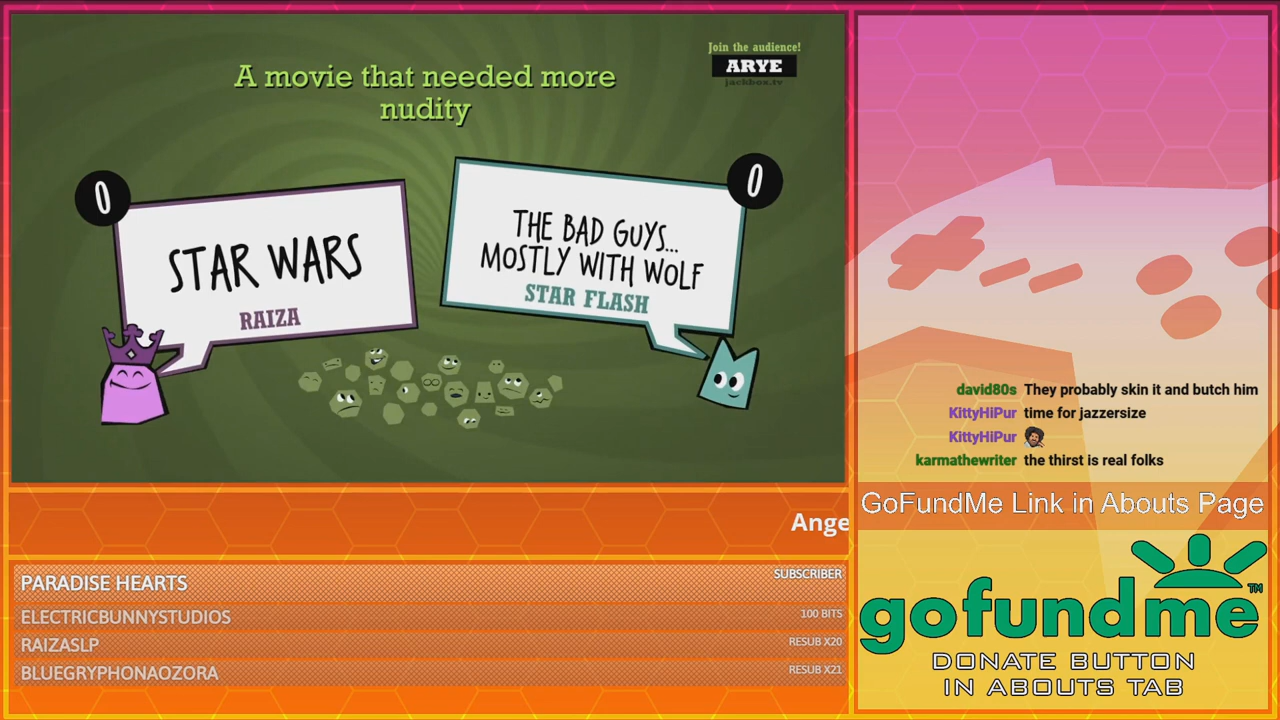 Join the audience!
ARYE
jackbox.tv
A movie that needed more
nudity
0
STAR WARS
RAIZA
0
THE BAD GUYS...
MOSTLY WITH WOLF
STAR FLASH
david80s They probably skin it and butch him
KittyHiPur time for jazzersize
KittyHiPur
karmathewriter the thirst is real folks
GoFundMe Link in Abouts Page
gofundme™
DONATE BUTTON
IN ABOUTS TAB
Ange
PARADISE HEARTS SUBSCRIBER
ELECTRICBUNNYSTUDIOS 100 BITS
RAIZASLP RESUB X20
BLUEGRYPHONAOZORA RESUB X21